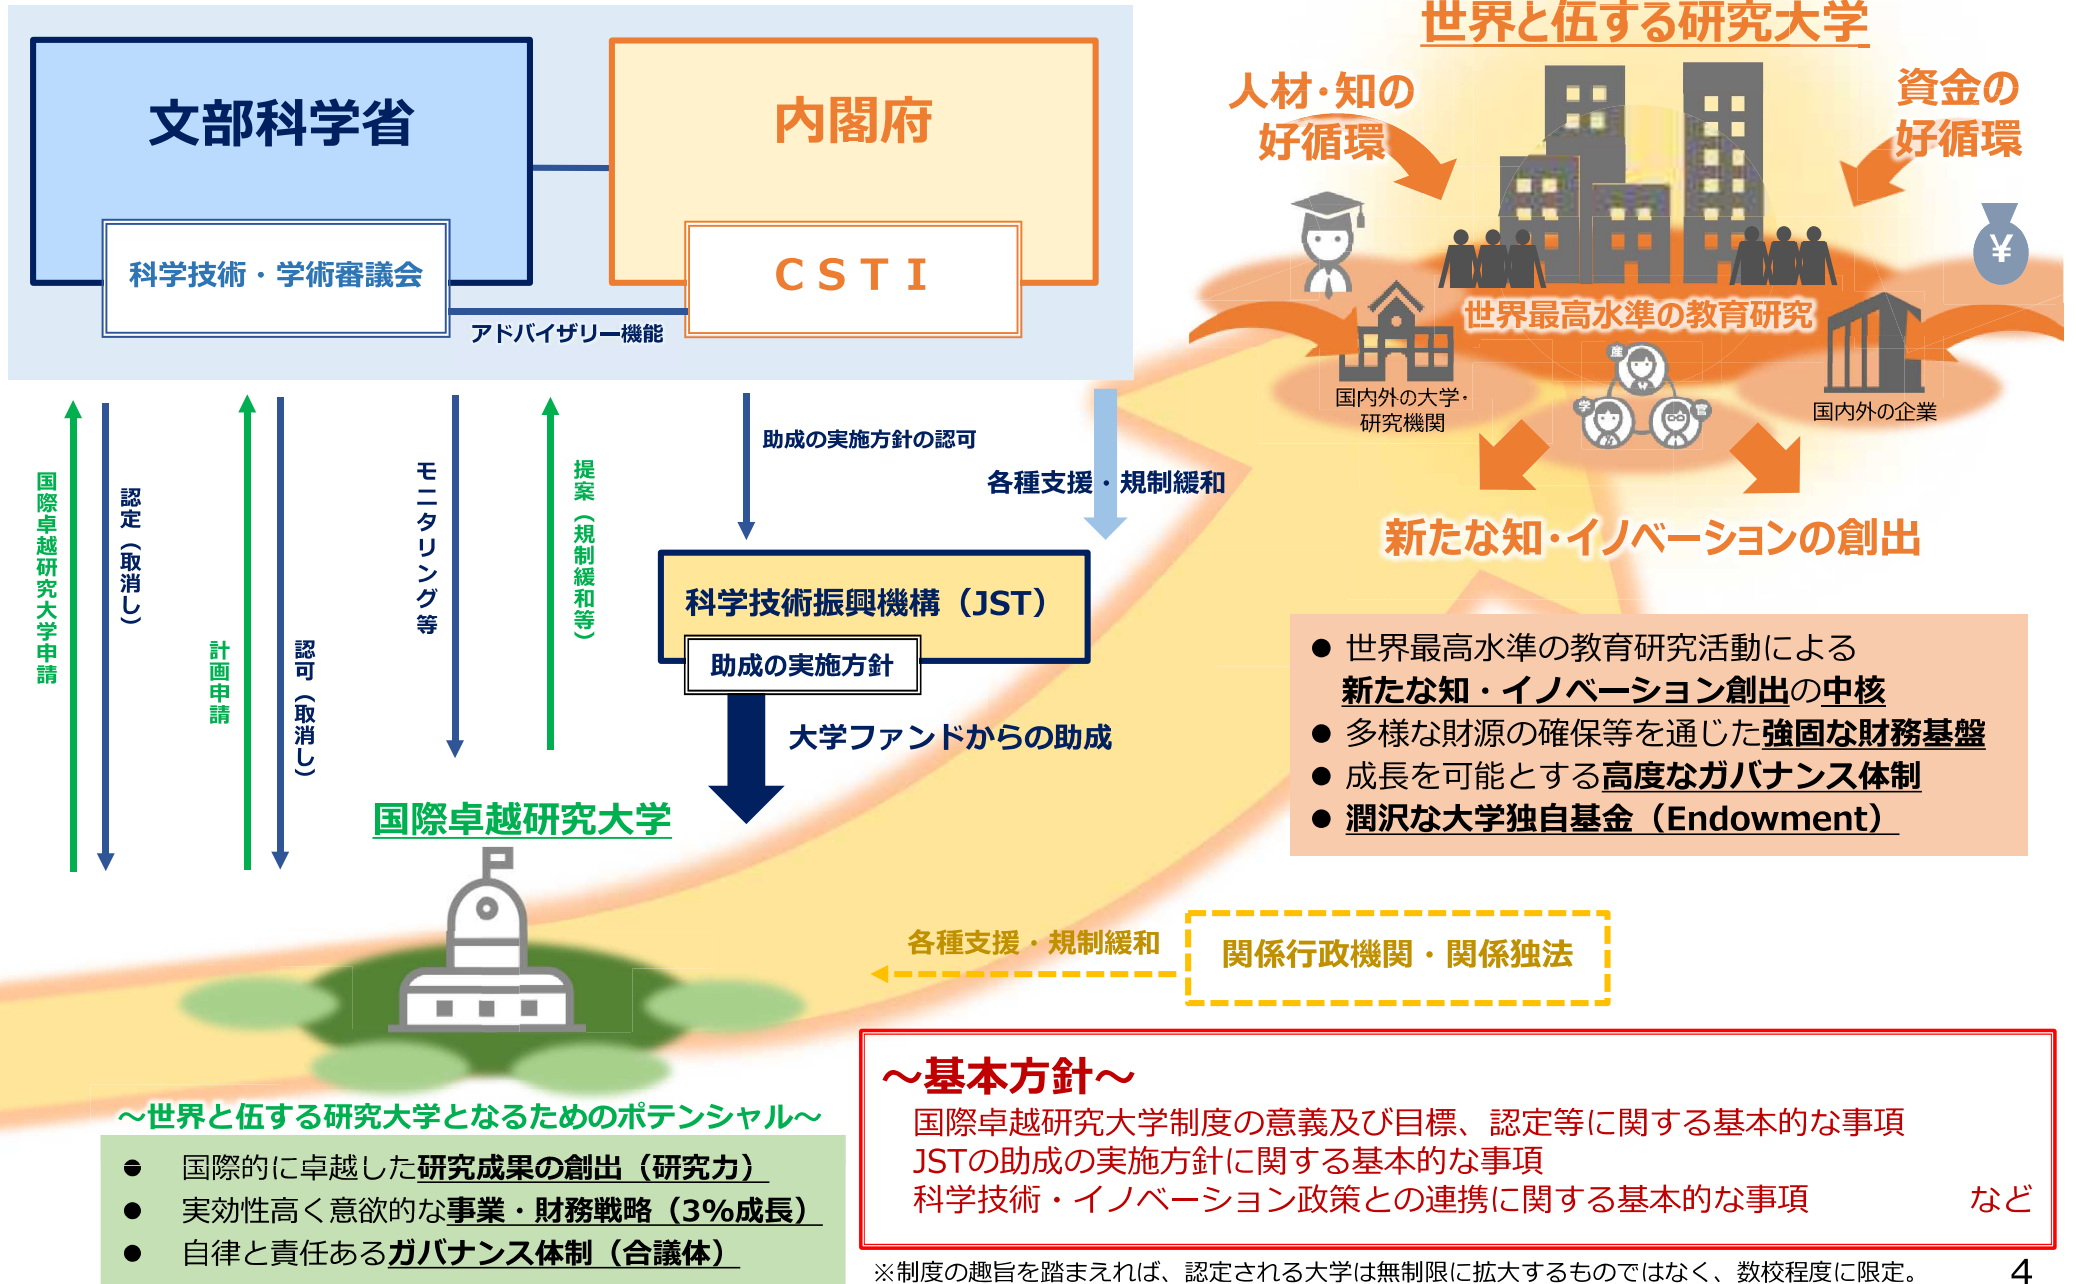 文部科学省
内閣府
科学技術・学術審議会
CSTI
アドバイザリー機能
世界と伍する研究大学
人材・知の
好循環
資金の
好循環
¥
世界最高水準の教育研究
産
学
官
国内外の大学・
研究機関
国内外の企業
新たな知・イノベーションの創出
国際卓越研究大学申請
認定（取消し）
計画申請
認可（取消し）
モニタリング等
提案（規制緩和等）
助成の実施方針の認可
各種支援・規制緩和
科学技術振興機構（JST）
助成の実施方針
大学ファンドからの助成
● 世界最高水準の教育研究活動による
新たな知・イノベーション創出の中核
● 多様な財源の確保等を通じた強固な財務基盤
● 成長を可能とする高度なガバナンス体制
● 潤沢な大学独自基金（Endowment）
国際卓越研究大学
各種支援・規制緩和
関係行政機関・関係独法
～世界と伍する研究大学となるためのポテンシャル～
● 国際的に卓越した研究成果の創出（研究力）
● 実効性高く意欲的な事業・財務戦略（3%成長）
● 自律と責任あるガバナンス体制（合議体）
～基本方針～
国際卓越研究大学制度の意義及び目標、認定等に関する基本的な事項
JSTの助成の実施方針に関する基本的な事項
科学技術・イノベーション政策との連携に関する基本的な事項 など
※制度の趣旨を踏まえれば、認定される大学は無制限に拡大するものではなく、数校程度に限定。
4